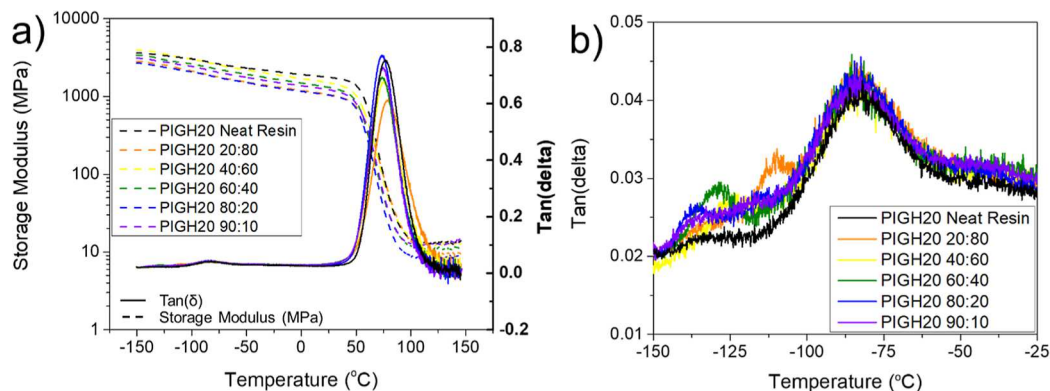 a)
10000
1000
100
10
1
Storage Modulus (MPa)
PIGH20 Neat Resin
PIGH20 20:80
PIGH20 40:60
PIGH20 60:40
PIGH20 80:20
PIGH20 90:10
Tan(δ)
Storage Modulus (MPa)
0.8
0.6
0.4
0.2
0.0
-0.2
Tan(delta)
-150 -100 -50 0 50 100 150
Temperature (°C)
b)
0.05
0.04
0.03
0.02
0.01
Tan(delta)
PIGH20 Neat Resin
PIGH20 20:80
PIGH20 40:60
PIGH20 60:40
PIGH20 80:20
PIGH20 90:10
-150 -125 -100 -75 -50 -25
Temperature (ºC)